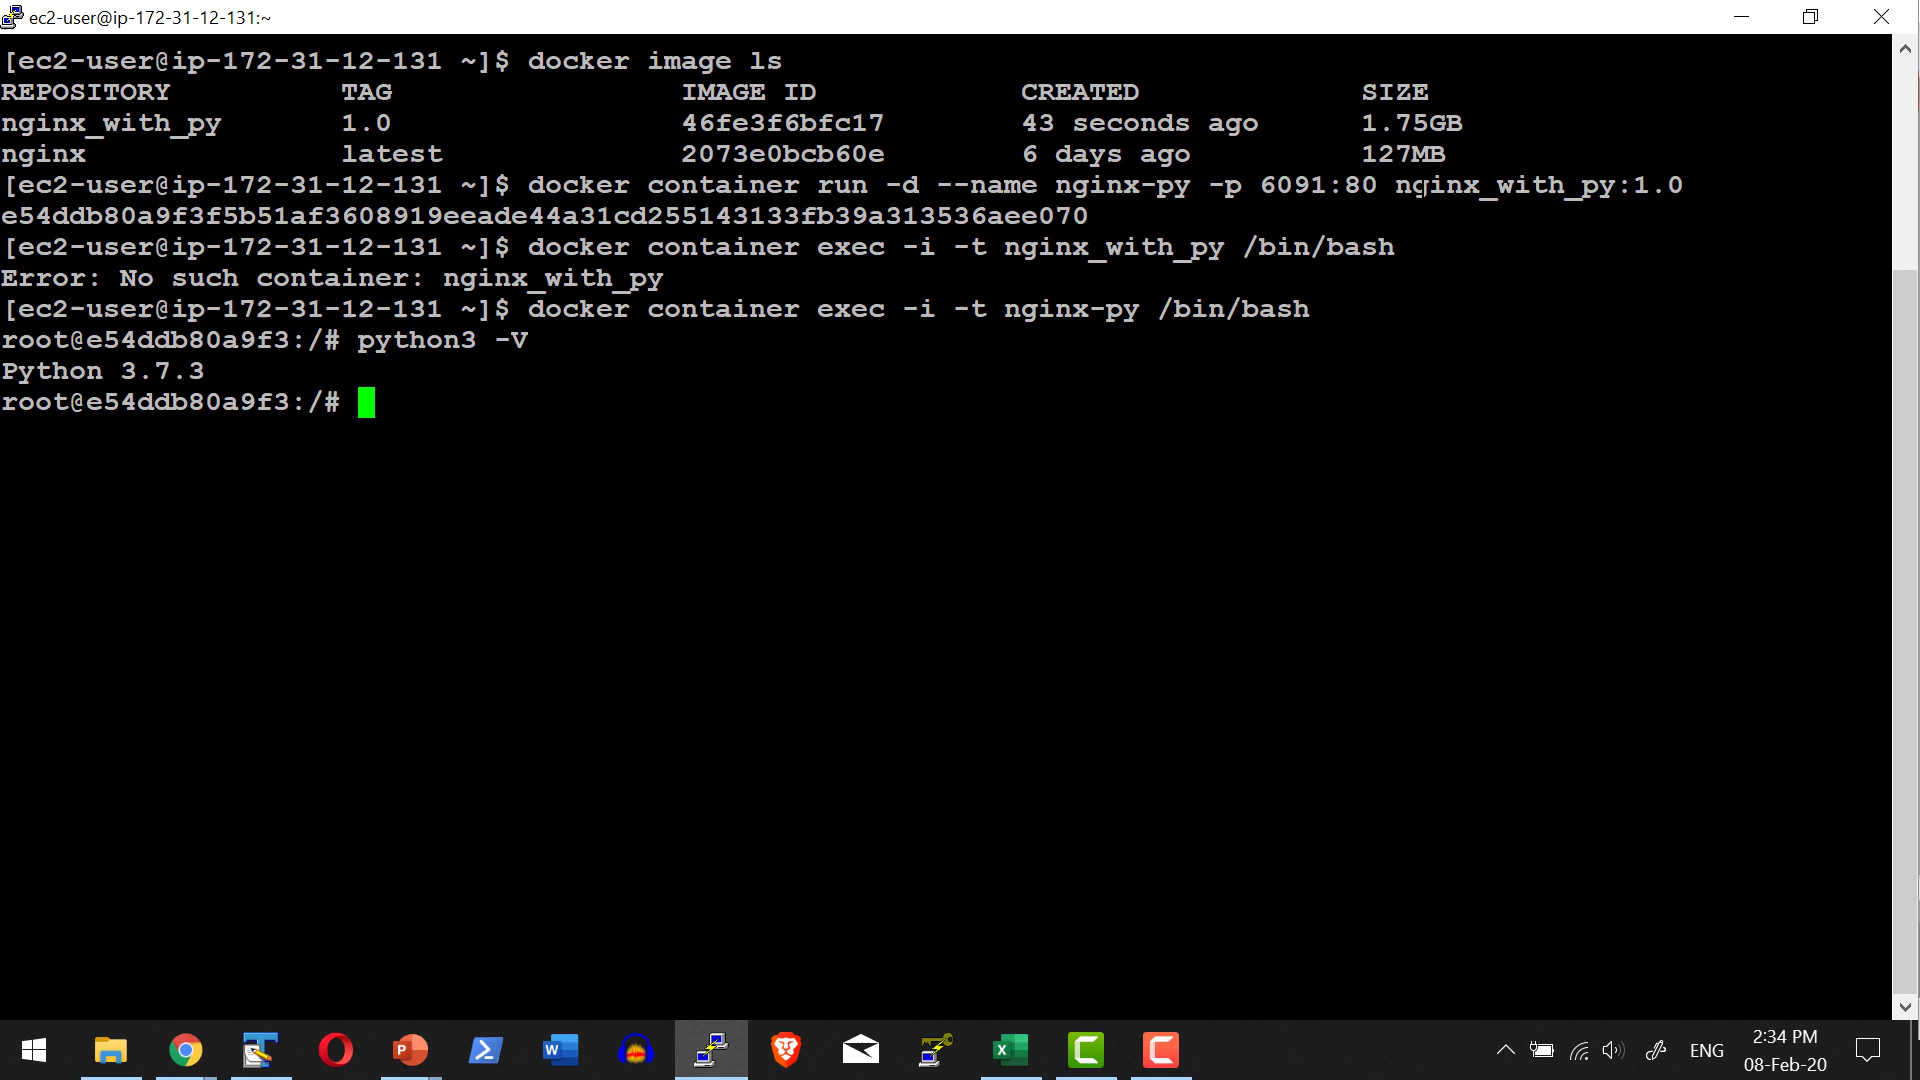 ec2-user@ip-172-31-12-131:~
[ec2-user@ip-172-31-12-131 ~]$ docker image ls
REPOSITORY TAG IMAGE ID CREATED SIZE
nginx_with_py 1.0 46fe3f6bfc17 43 seconds ago 1.75GB
nginx latest 2073e0bcb60e 6 days ago 127MB
[ec2-user@ip-172-31-12-131 ~]$ docker container run -d --name nginx-py -p 6091:80 nginx_with_py:1.0
e54ddb80a9f3f5b51af3608919eeade44a31cd255143133fb39a313536aee070
[ec2-user@ip-172-31-12-131 ~]$ docker container exec -i -t nginx_with_py /bin/bash
Error: No such container: nginx_with_py
[ec2-user@ip-172-31-12-131 ~]$ docker container exec -i -t nginx-py /bin/bash
root@e54ddb80a9f3:/# python3 -V
Python 3.7.3
root@e54ddb80a9f3:/#
ENG
2:34 PM
08-Feb-20